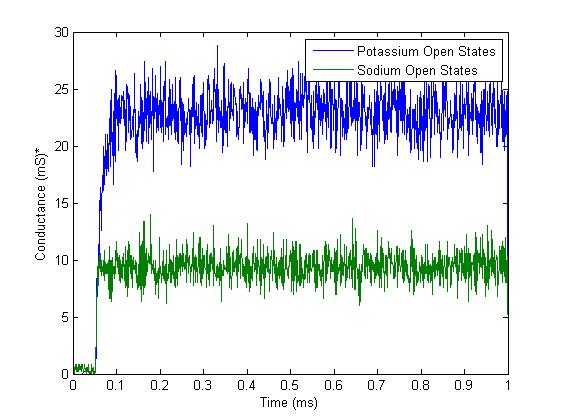 30
Potassium Open States
Sodium Open States
25
20
15
10
5
0
Conductance (mS)*
0 0.1 0.2 0.3 0.4 0.5 0.6 0.7 0.8 0.9 1
Time (ms)